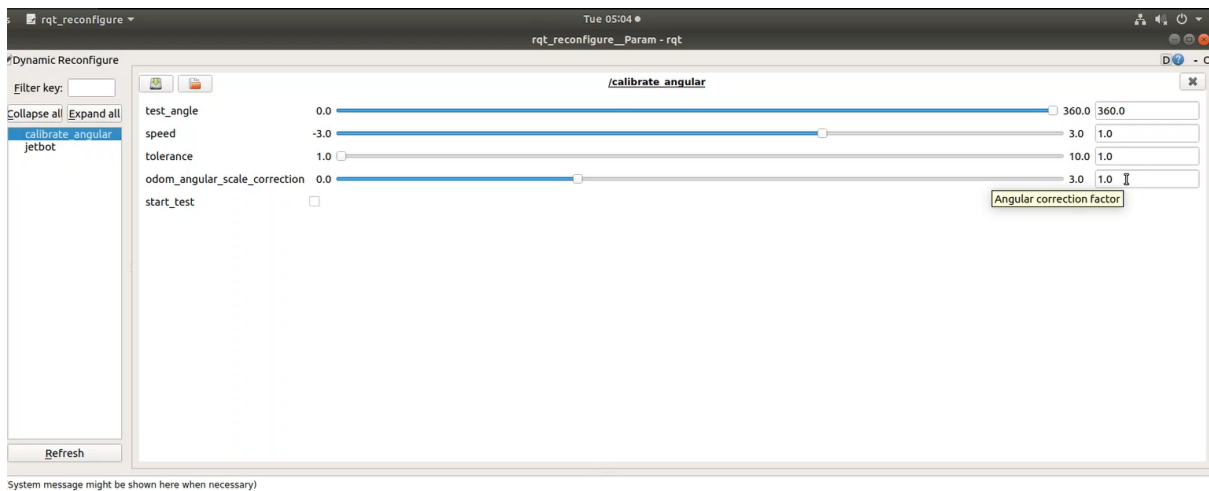 s rqt_reconfigure Tue 05:04
rqt_reconfigure__Param - rqt
Dynamic Reconfigure D - C
Filter key:
Collapse all Expand all
calibrate_angular
jetbot
/calibrate_angular
test_angle 0.0 360.0 360.0
speed -3.0 3.0 1.0
tolerance 1.0 10.0 1.0
odom_angular_scale_correction 0.0 3.0 1.0
Angular correction factor
start_test
Refresh
System message might be shown here when necessary)